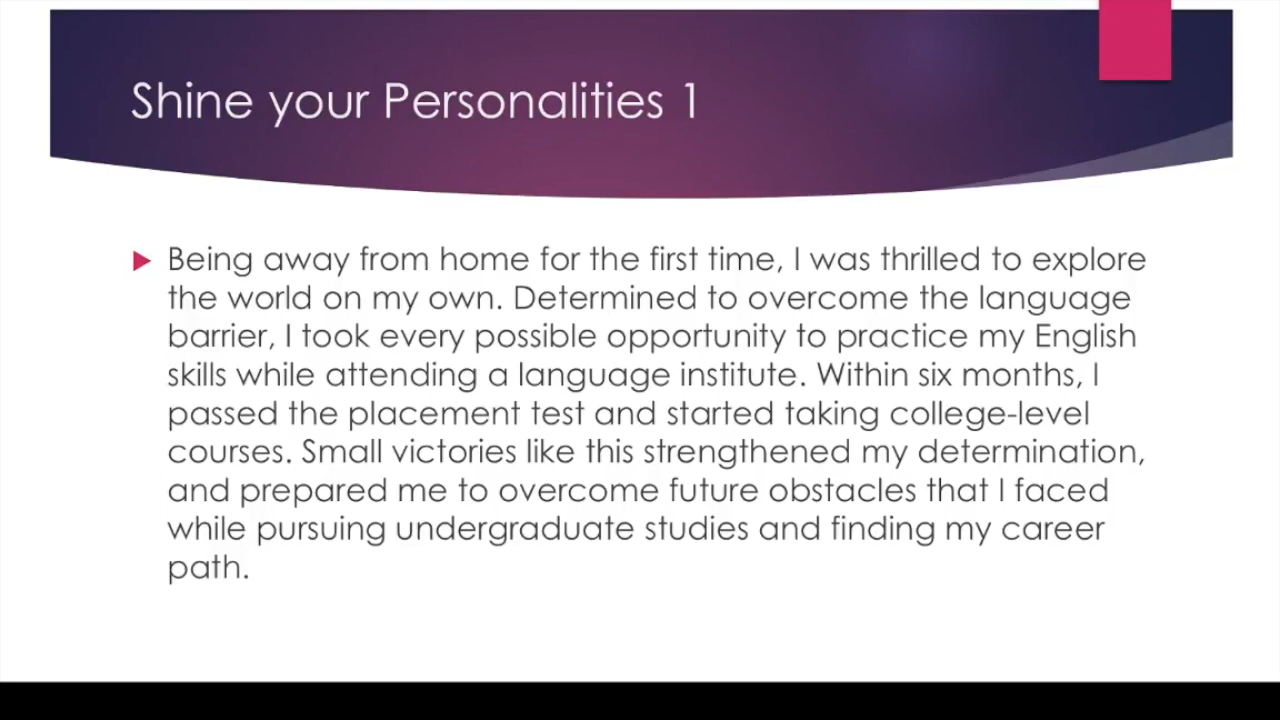 Shine your Personalities 1
Being away from home for the first time, I was thrilled to explore
the world on my own. Determined to overcome the language
barrier, I took every possible opportunity to practice my English
skills while attending a language institute. Within six months, I
passed the placement test and started taking college-level
courses. Small victories like this strengthened my determination,
and prepared me to overcome future obstacles that I faced
while pursuing undergraduate studies and finding my career
path.